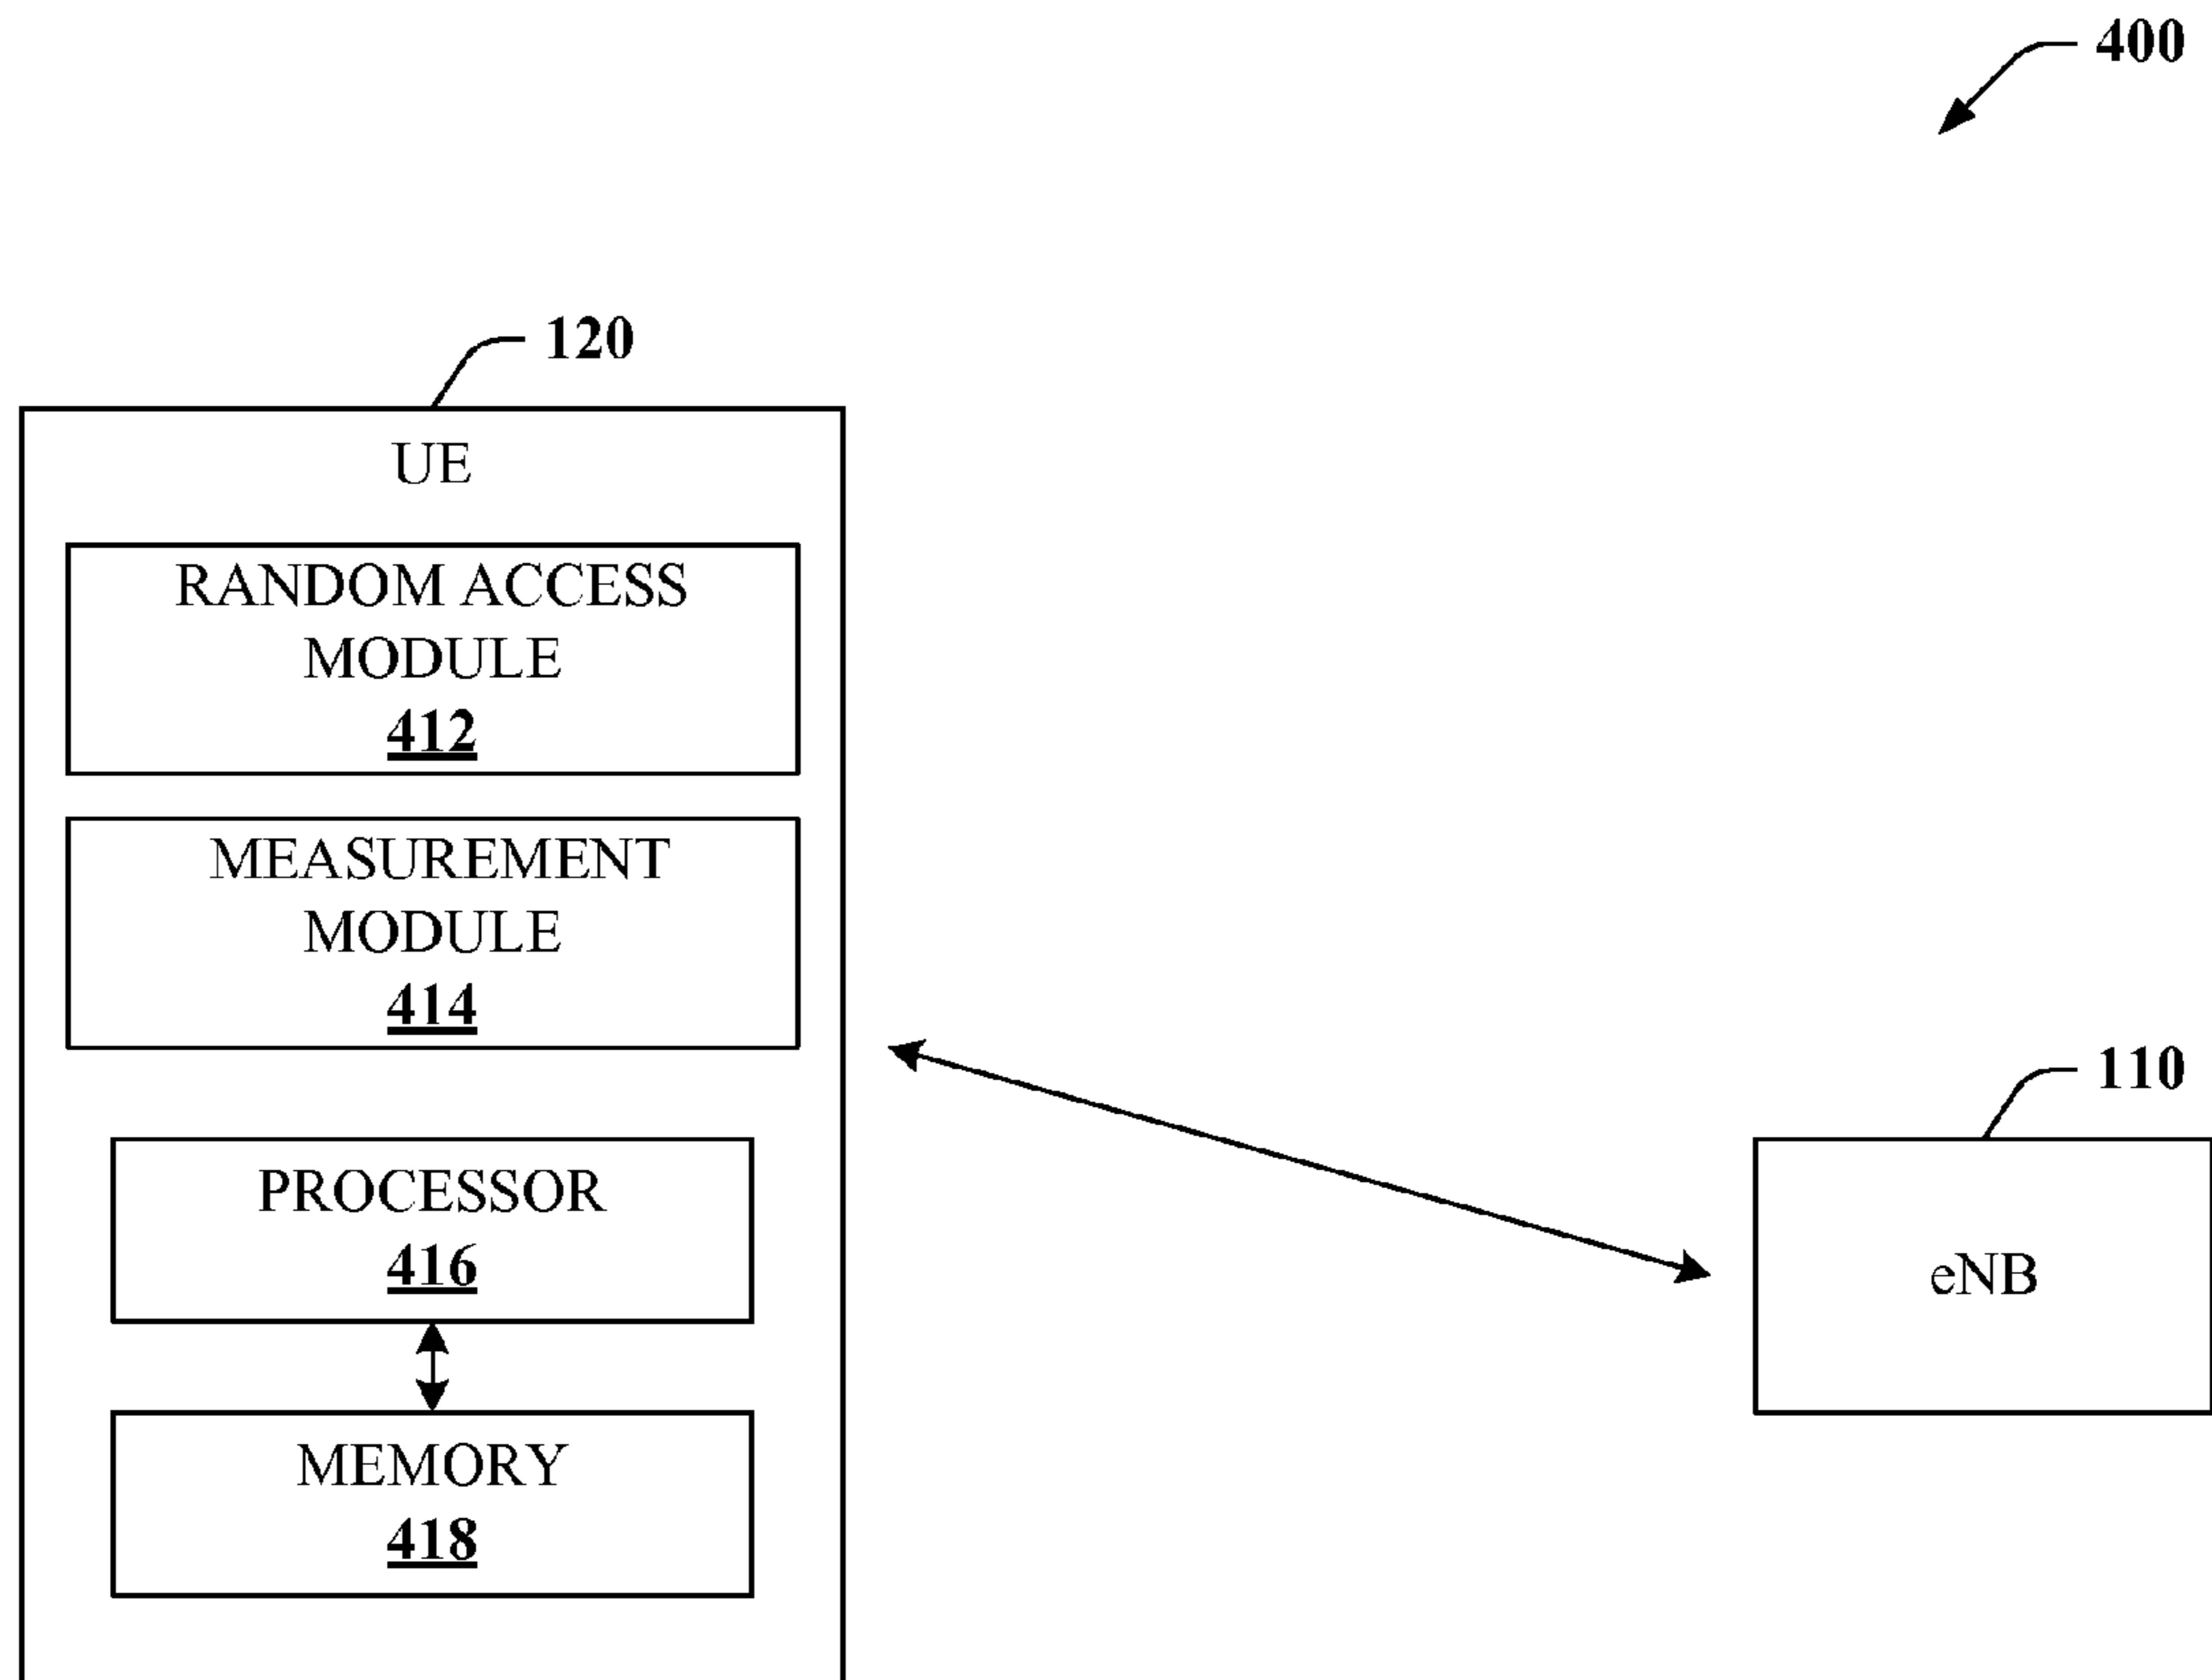 400
120
UE
RANDOM ACCESS
MODULE
412
MEASUREMENT
MODULE
414
110
PROCESSOR
416
eNB
MEMORY
418